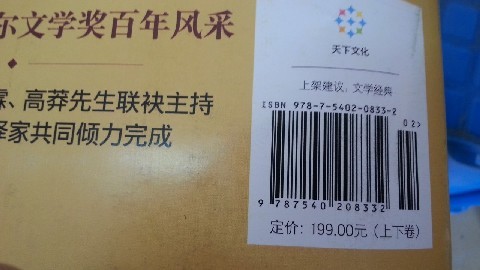 尔文学奖百年风采
高莽先生联袂主持
家共同倾力完成
天下文化
上架建议：文学经典
ISBN 978-7-5402-0833-2
02>
9 787540 208332
定价：199.00元（上下卷）